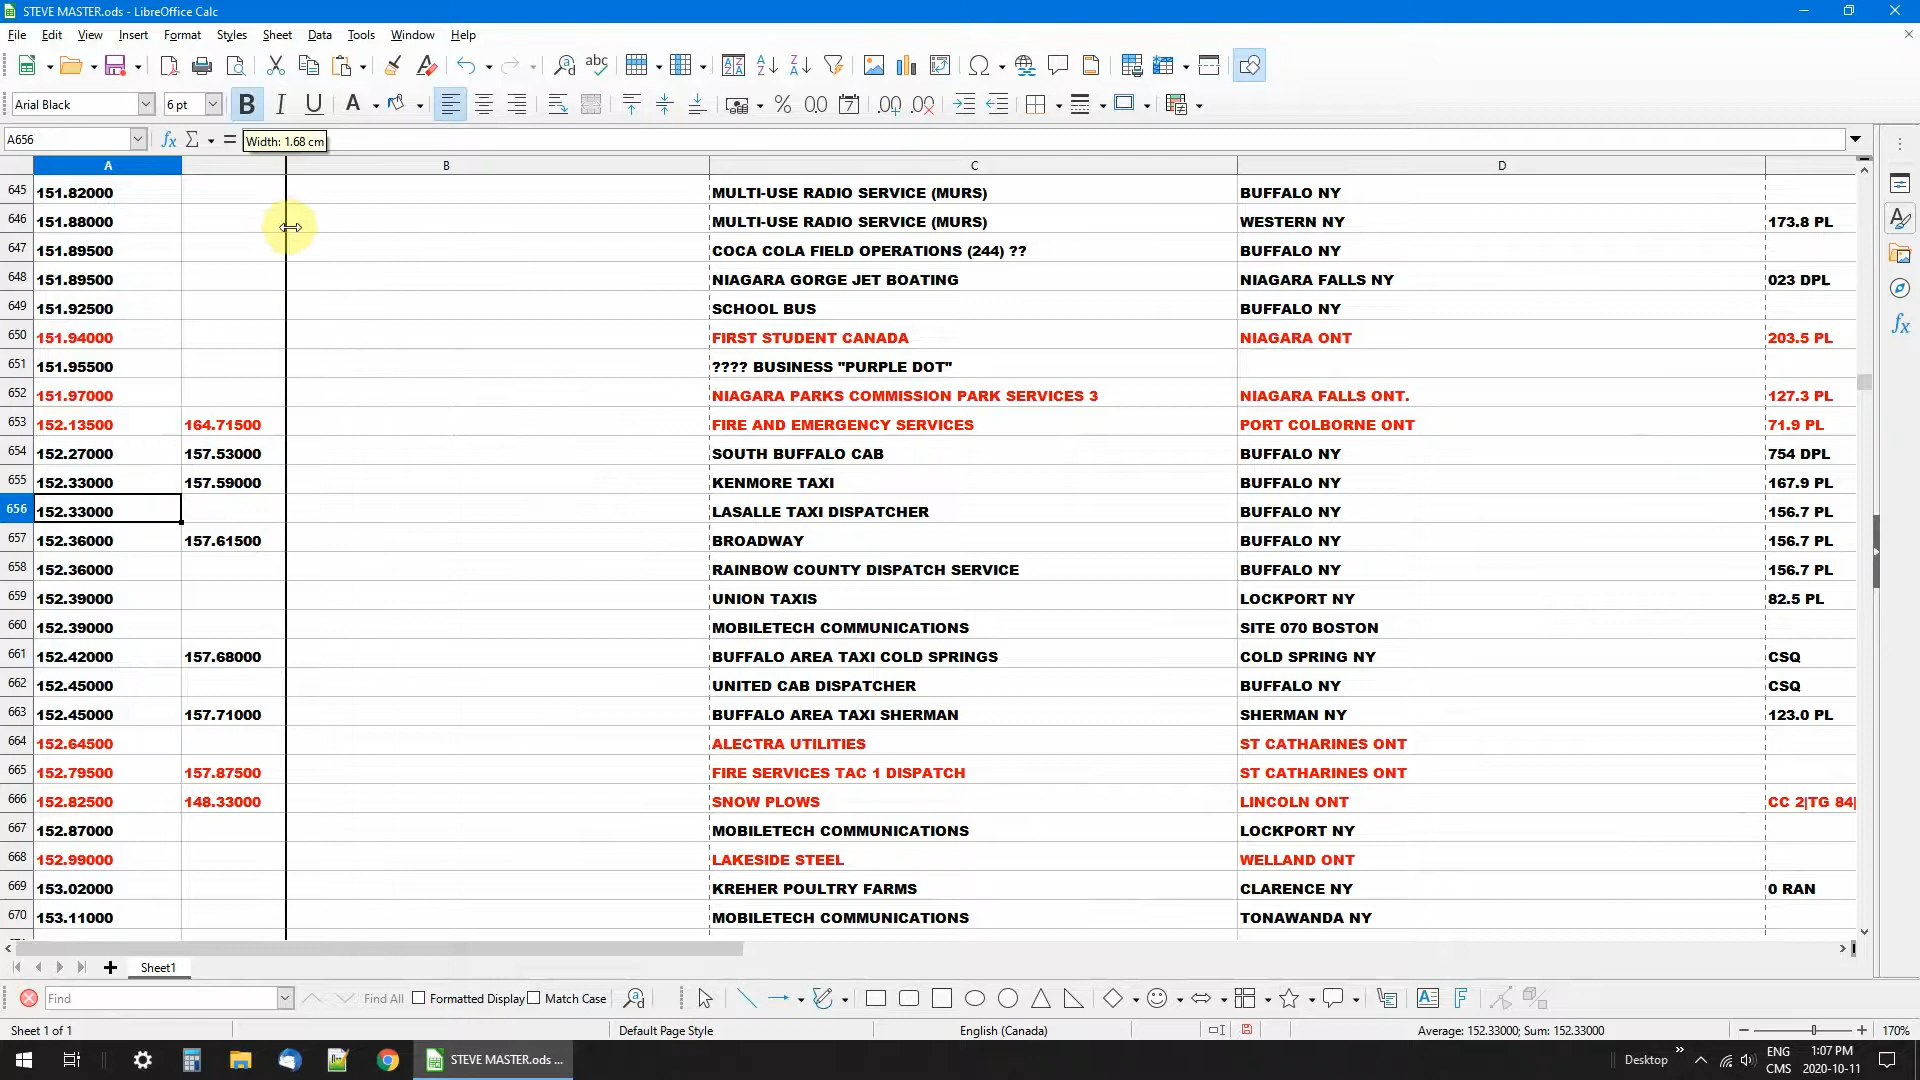 STEVE MASTER.ods - LibreOffice Calc
File Edit View Insert Format Styles Sheet Data Tools Window Help
Arial Black 6 pt
A656 Width: 1.68 cm
A B C D
645 151.82000 MULTI-USE RADIO SERVICE (MURS) BUFFALO NY
646 151.88000 MULTI-USE RADIO SERVICE (MURS) WESTERN NY 173.8 PL
647 151.89500 COCA COLA FIELD OPERATIONS (244) ?? BUFFALO NY
648 151.89500 NIAGARA GORGE JET BOATING NIAGARA FALLS NY 023 DPL
649 151.92500 SCHOOL BUS BUFFALO NY
650 151.94000 FIRST STUDENT CANADA NIAGARA ONT 203.5 PL
651 151.95500 ???? BUSINESS "PURPLE DOT"
652 151.97000 NIAGARA PARKS COMMISSION PARK SERVICES 3 NIAGARA FALLS ONT. 127.3 PL
653 152.13500 164.71500 FIRE AND EMERGENCY SERVICES PORT COLBORNE ONT 71.9 PL
654 152.27000 157.53000 SOUTH BUFFALO CAB BUFFALO NY 754 DPL
655 152.33000 157.59000 KENMORE TAXI BUFFALO NY 167.9 PL
656 152.33000 LASALLE TAXI DISPATCHER BUFFALO NY 156.7 PL
657 152.36000 157.61500 BROADWAY BUFFALO NY 156.7 PL
658 152.36000 RAINBOW COUNTY DISPATCH SERVICE BUFFALO NY 156.7 PL
659 152.39000 UNION TAXIS LOCKPORT NY 82.5 PL
660 152.39000 MOBILETECH COMMUNICATIONS SITE 070 BOSTON
661 152.42000 157.68000 BUFFALO AREA TAXI COLD SPRINGS COLD SPRING NY CSQ
662 152.45000 UNITED CAB DISPATCHER BUFFALO NY CSQ
663 152.45000 157.71000 BUFFALO AREA TAXI SHERMAN SHERMAN NY 123.0 PL
664 152.64500 ALECTRA UTILITIES ST CATHARINES ONT
665 152.79500 157.87500 FIRE SERVICES TAC 1 DISPATCH ST CATHARINES ONT
666 152.82500 148.33000 SNOW PLOWS LINCOLN ONT CC 2|TG 84|
667 152.87000 MOBILETECH COMMUNICATIONS LOCKPORT NY
668 152.99000 LAKESIDE STEEL WELLAND ONT
669 153.02000 KREHER POULTRY FARMS CLARENCE NY 0 RAN
670 153.11000 MOBILETECH COMMUNICATIONS TONAWANDA NY
Sheet1
Find Find All Formatted Display Match Case
Sheet 1 of 1 Default Page Style English (Canada) Average: 152.33000; Sum: 152.33000 170%
STEVE MASTER.ods ... Desktop ENG 1:07 PM
CMS 2020-10-11